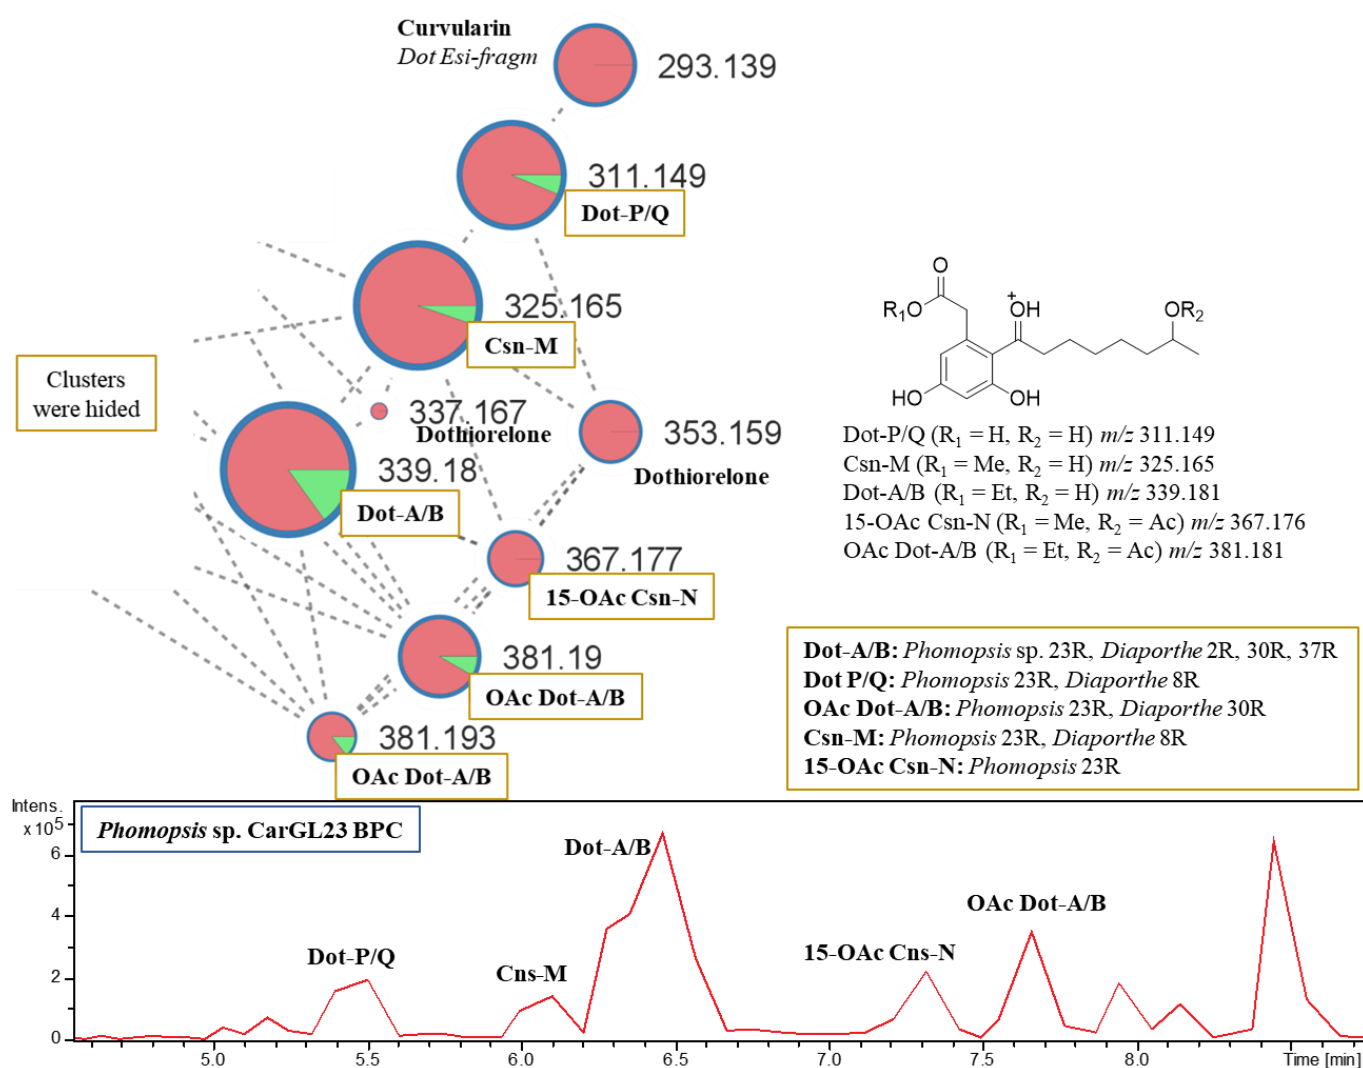 Curvularin
Dot Esi-fragm
293.139
311.149
Dot-P/Q
325.165
Csn-M
Clusters
were hided
337.167
Dothiorelone
353.159
Dothiorelone
339.18
Dot-A/B
367.177
15-OAc Csn-N
381.19
OAc Dot-A/B
381.193
OAc Dot-A/B
O
R₁O
+
OH
OR₂
HO
OH
Dot-P/Q (R₁ = H, R₂ = H) m/z 311.149
Csn-M (R₁ = Me, R₂ = H) m/z 325.165
Dot-A/B (R₁ = Et, R₂ = H) m/z 339.181
15-OAc Csn-N (R₁ = Me, R₂ = Ac) m/z 367.176
OAc Dot-A/B (R₁ = Et, R₂ = Ac) m/z 381.181
Dot-A/B: Phomopsis sp. 23R, Diaporthe 2R, 30R, 37R
Dot P/Q: Phomopsis 23R, Diaporthe 8R
OAc Dot-A/B: Phomopsis 23R, Diaporthe 30R
Csn-M: Phomopsis 23R, Diaporthe 8R
15-OAc Csn-N: Phomopsis 23R
Intens.
x10⁵
Phomopsis sp. CarGL23 BPC
6
4
2
0
Dot-P/Q
Cns-M
Dot-A/B
15-OAc Cns-N
OAc Dot-A/B
5.0 5.5 6.0 6.5 7.0 7.5 8.0 Time [min]